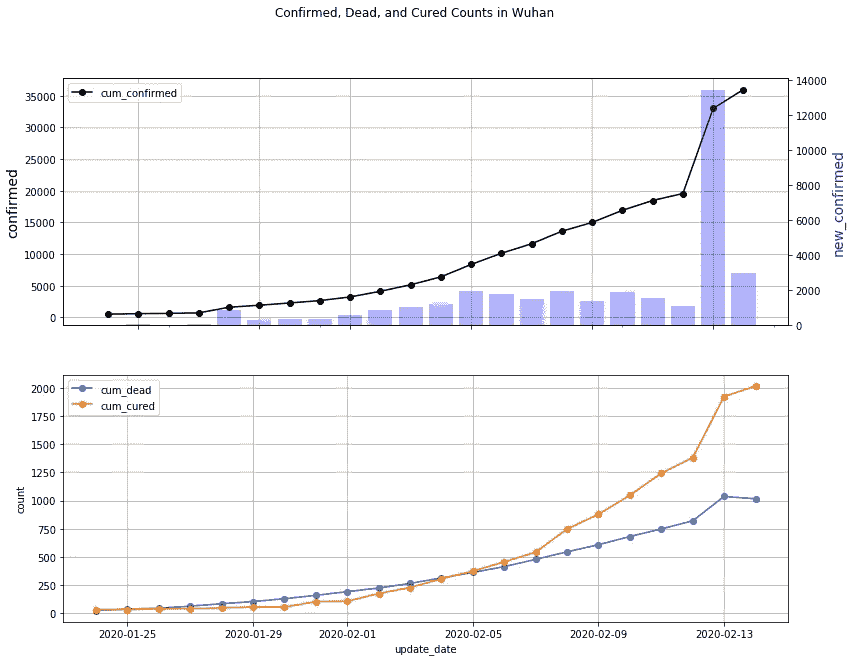 Confirmed, Dead, and Cured Counts in Wuhan
cum_confirmed
confirmed
35000
30000
25000
20000
15000
10000
5000
0
new_confirmed
14000
12000
10000
8000
6000
4000
2000
0
cum_dead
cum_cured
count
2000
1750
1500
1250
1000
750
500
250
0
2020-01-25 2020-01-29 2020-02-01 2020-02-05 2020-02-09 2020-02-13
update_date